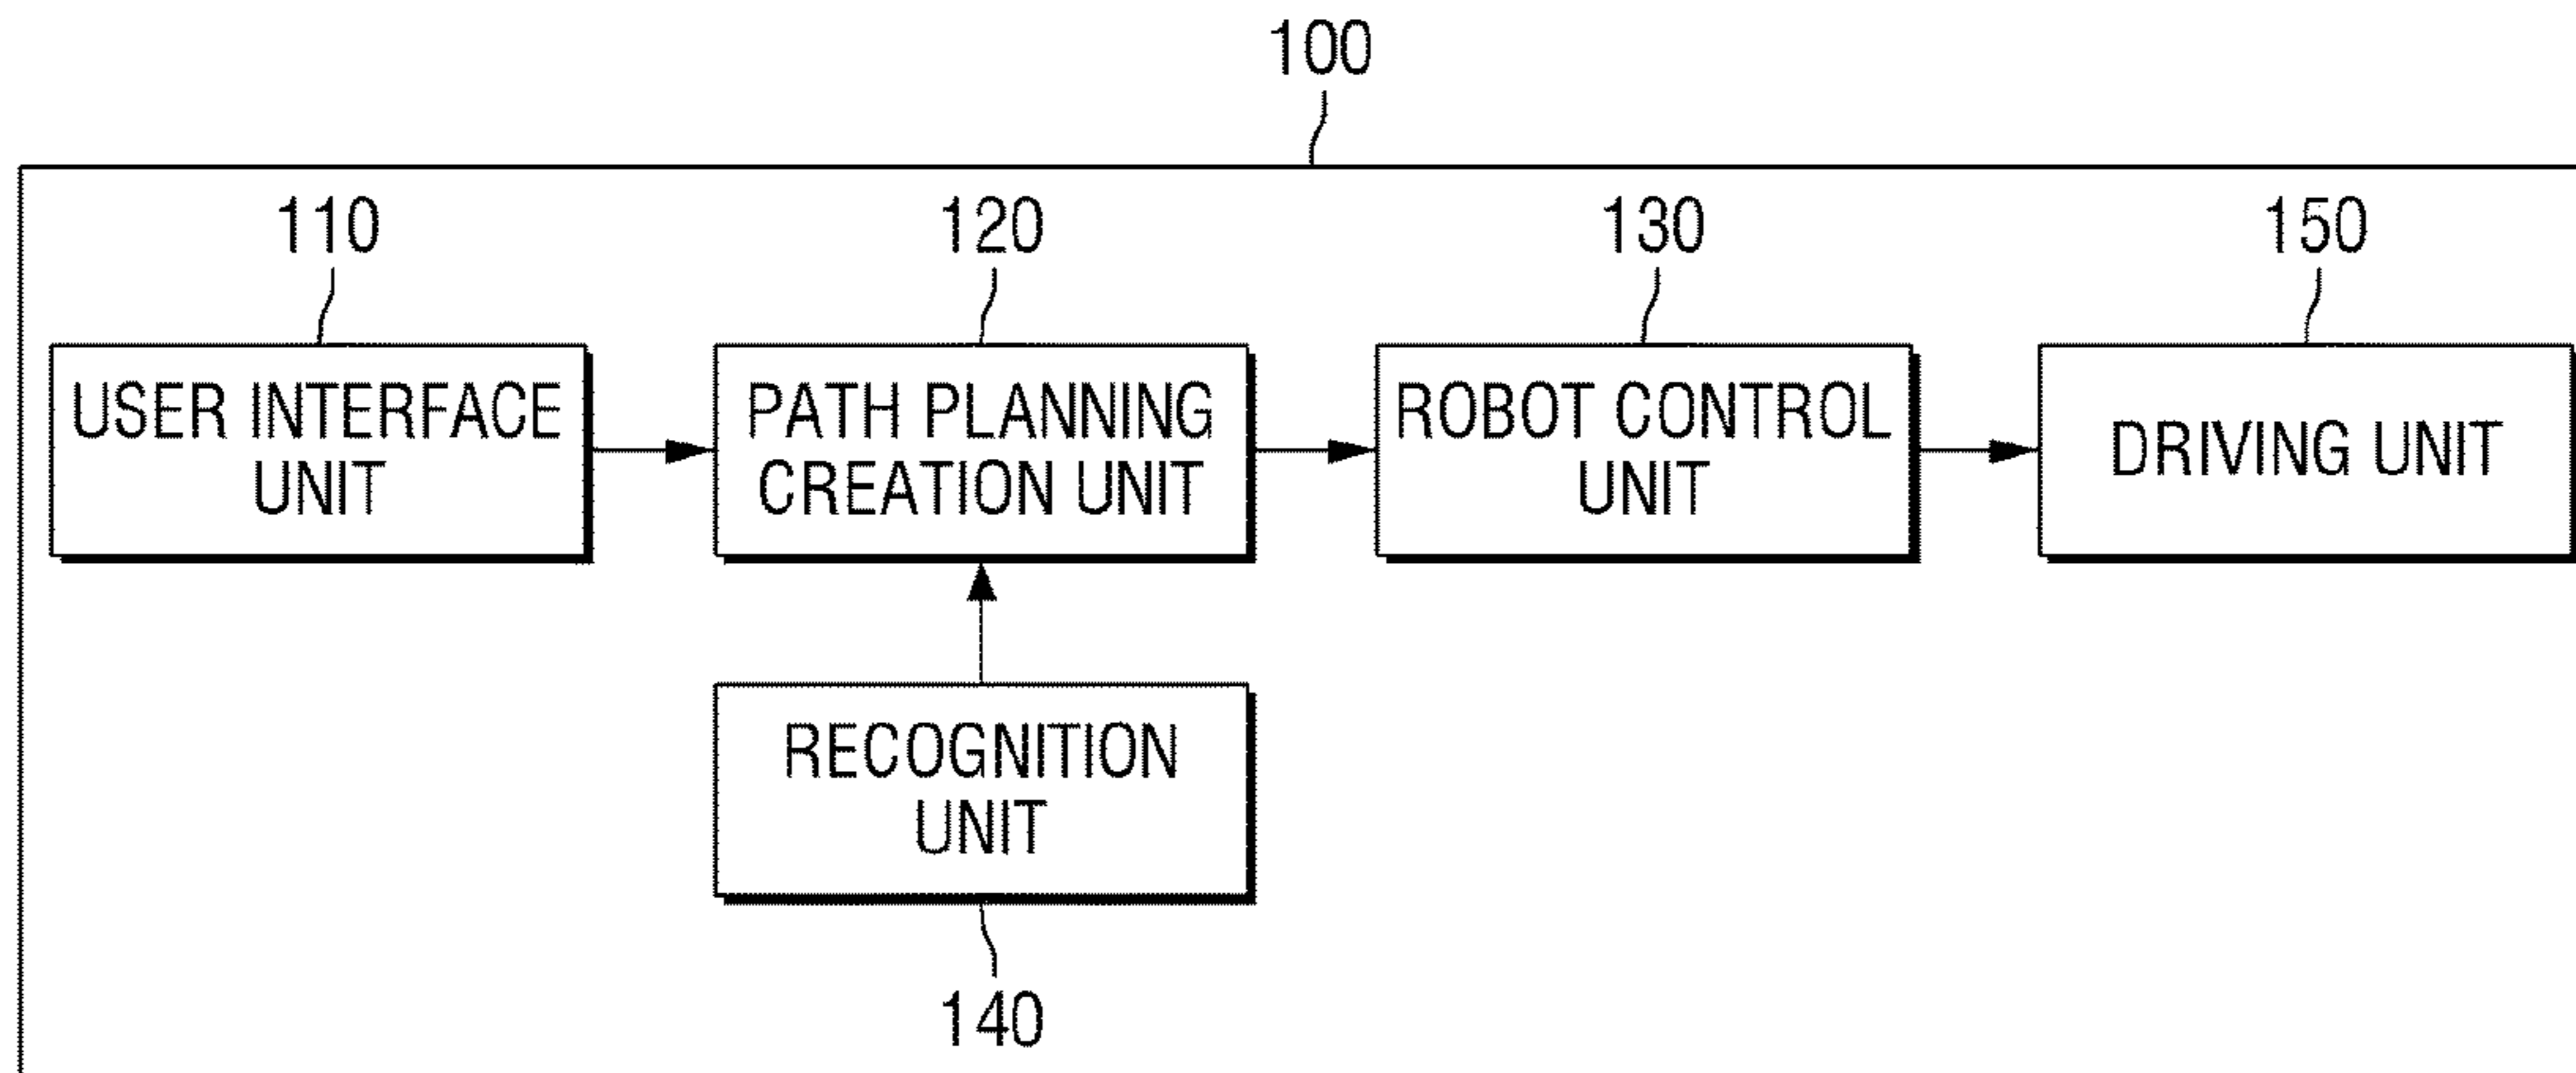 100
110
120
130
150
USER INTERFACE
UNIT
PATH PLANNING
CREATION UNIT
ROBOT CONTROL
UNIT
DRIVING UNIT
RECOGNITION
UNIT
140